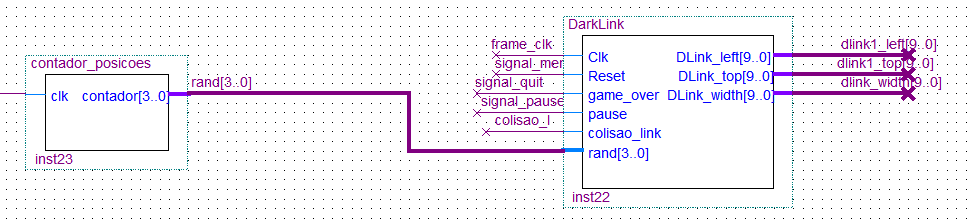 contador_posicoes
clk
contador[3..0]
rand[3..0]
inst23
DarkLink
frame_clk
signal_mer
signal_quit
signal_pause
colisao_l
Clk
Reset
game_over
pause
colisao_link
rand[3..0]
DLink_left[9..0]
DLink_top[9..0]
DLink_width[9..0]
inst22
dlink1_left[9..0]
dlink1_top[9..0]
dlink_width[9..0]